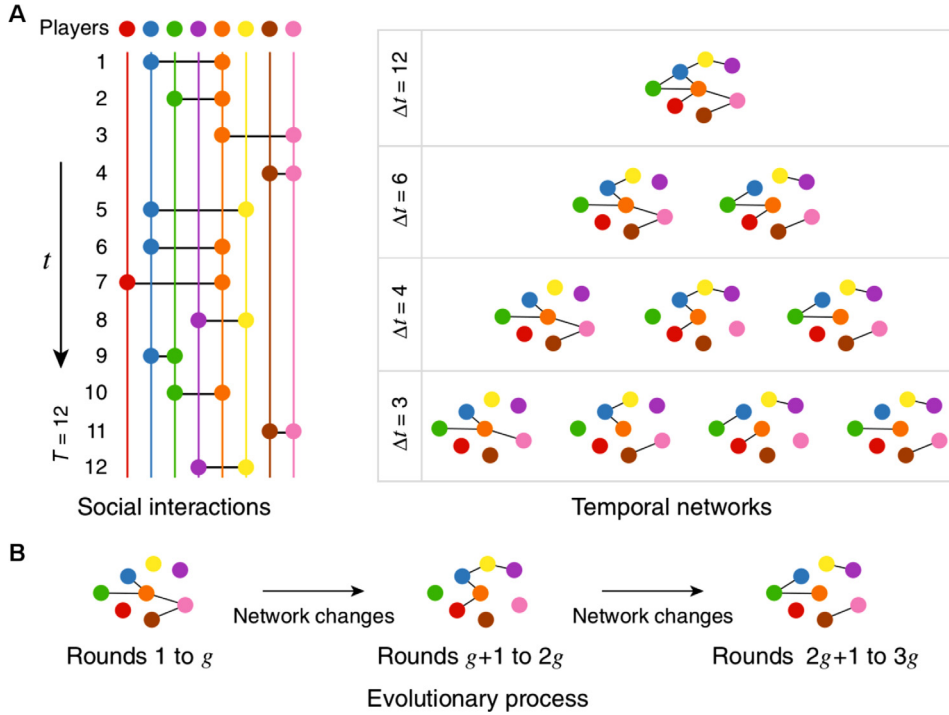 A
Players
1
2
3
4
5
6
7
8
9
10
11
12
t
T = 12
Social interactions
Δt = 12
Δt = 6
Δt = 4
Δt = 3
Temporal networks
B
Network changes
Network changes
Rounds 1 to g
Rounds g+1 to 2g
Rounds 2g+1 to 3g
Evolutionary process